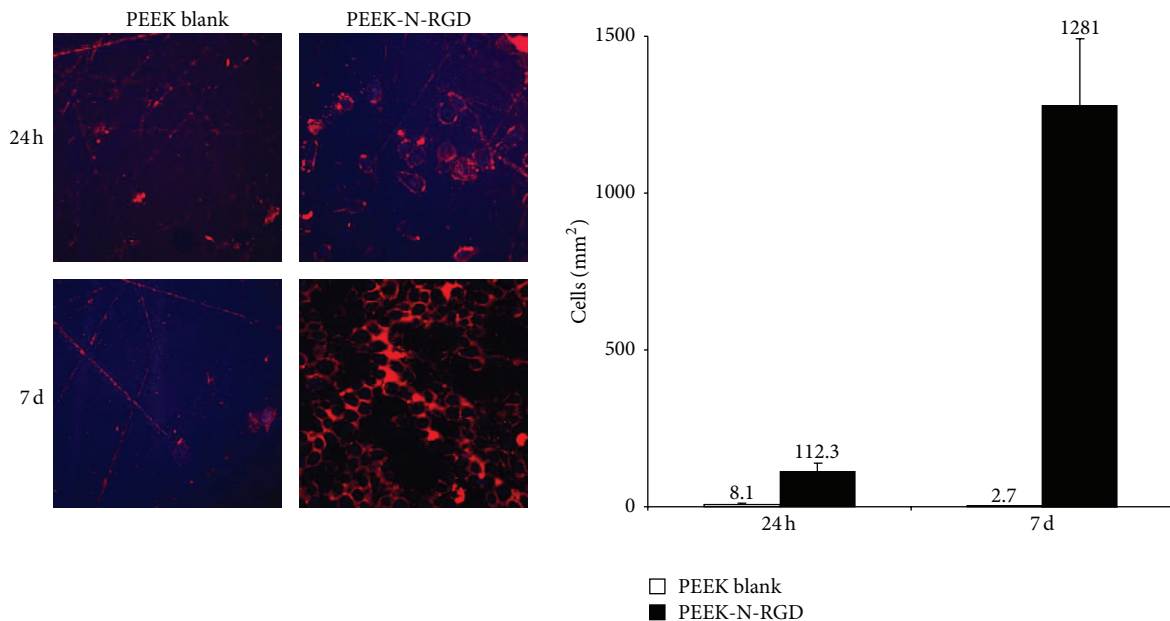 PEEK blank
PEEK-N-RGD
24 h
7 d
1500
1000
500
0
Cells (mm²)
8.1
112.3
2.7
1281
24 h
7 d
PEEK blank
PEEK-N-RGD